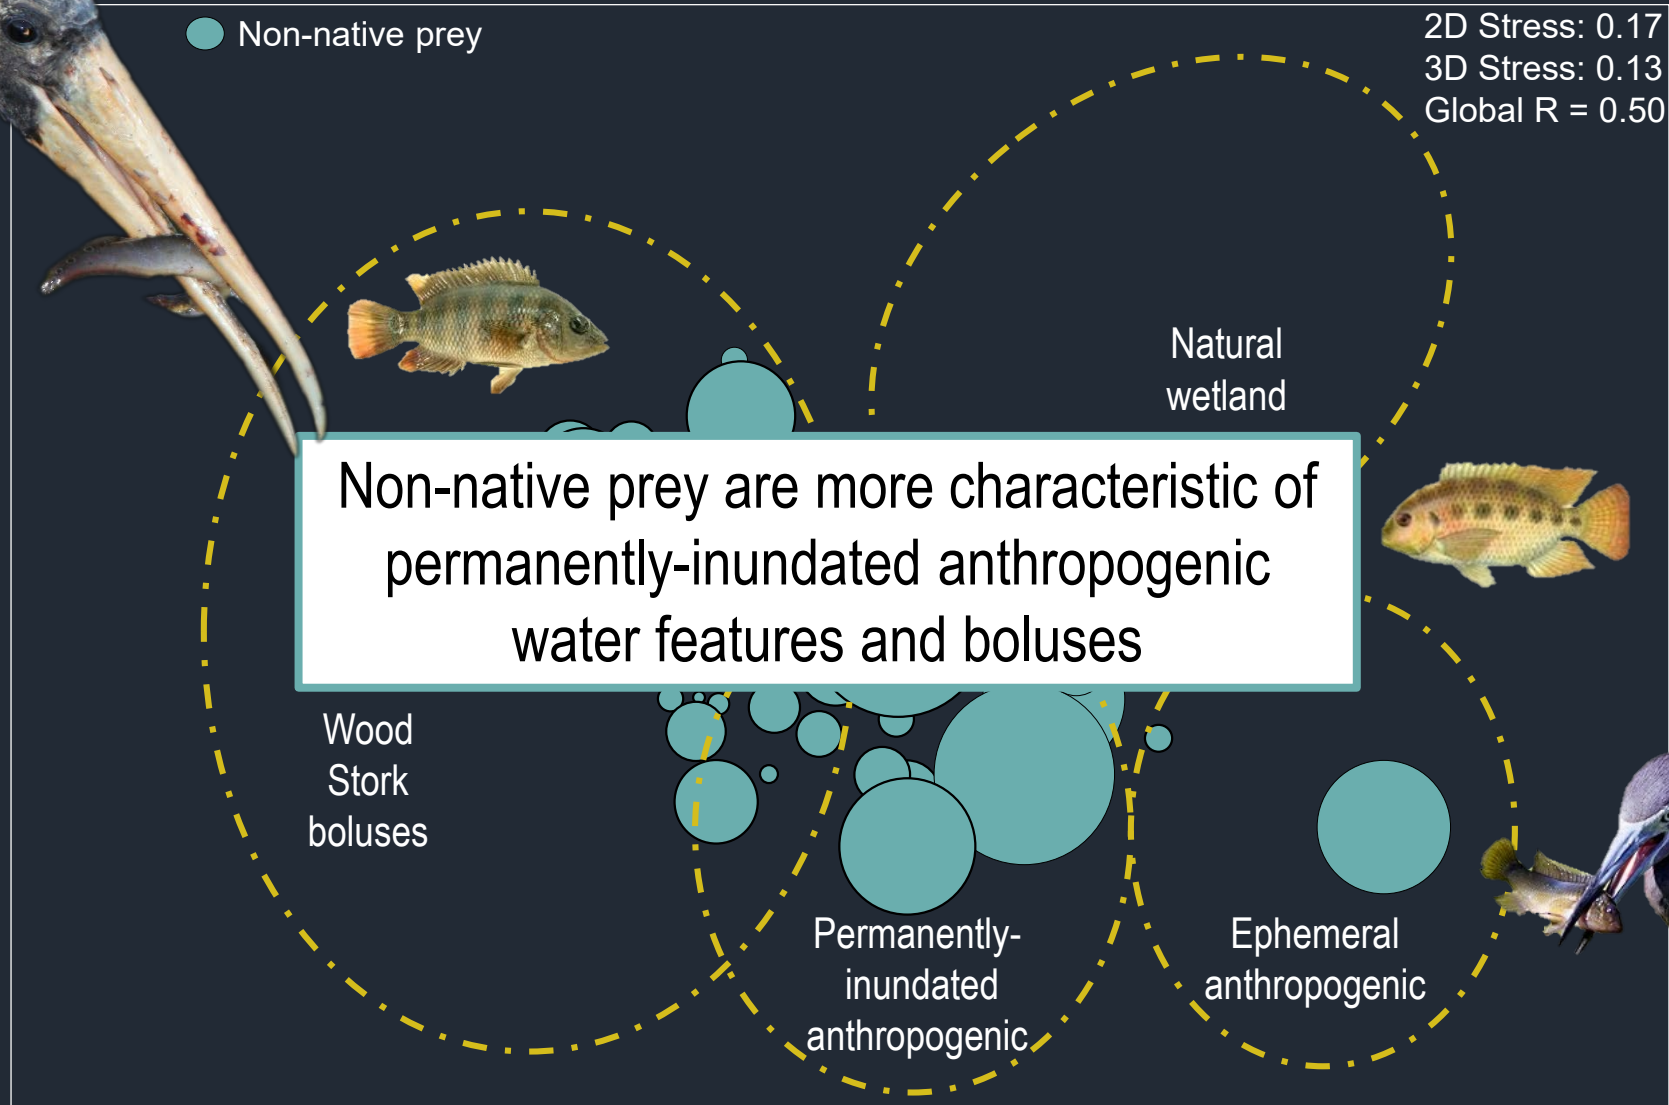 Non-native prey
2D Stress: 0.17
3D Stress: 0.13
Global R = 0.50
Natural
wetland
Non-native prey are more characteristic of
permanently-inundated anthropogenic
water features and boluses
Wood
Stork
boluses
Permanently-
inundated
anthropogenic
Ephemeral
anthropogenic